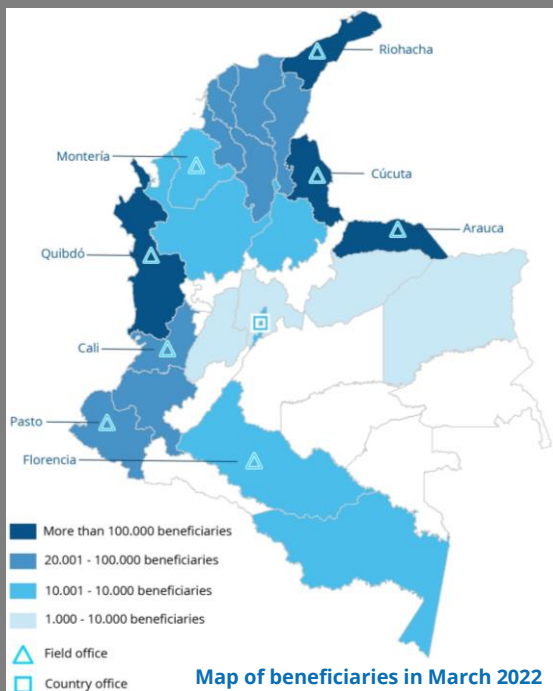 Riohacha
Montería
Cúcuta
Arauca
Quibdó
Cali
Pasto
Florencia
More than 100.000 beneficiaries
20.001 - 100.000 beneficiaries
10.001 - 10.000 beneficiaries
1.000 - 10.000 beneficiaries
Field office
Country office
Map of beneficiaries in March 2022